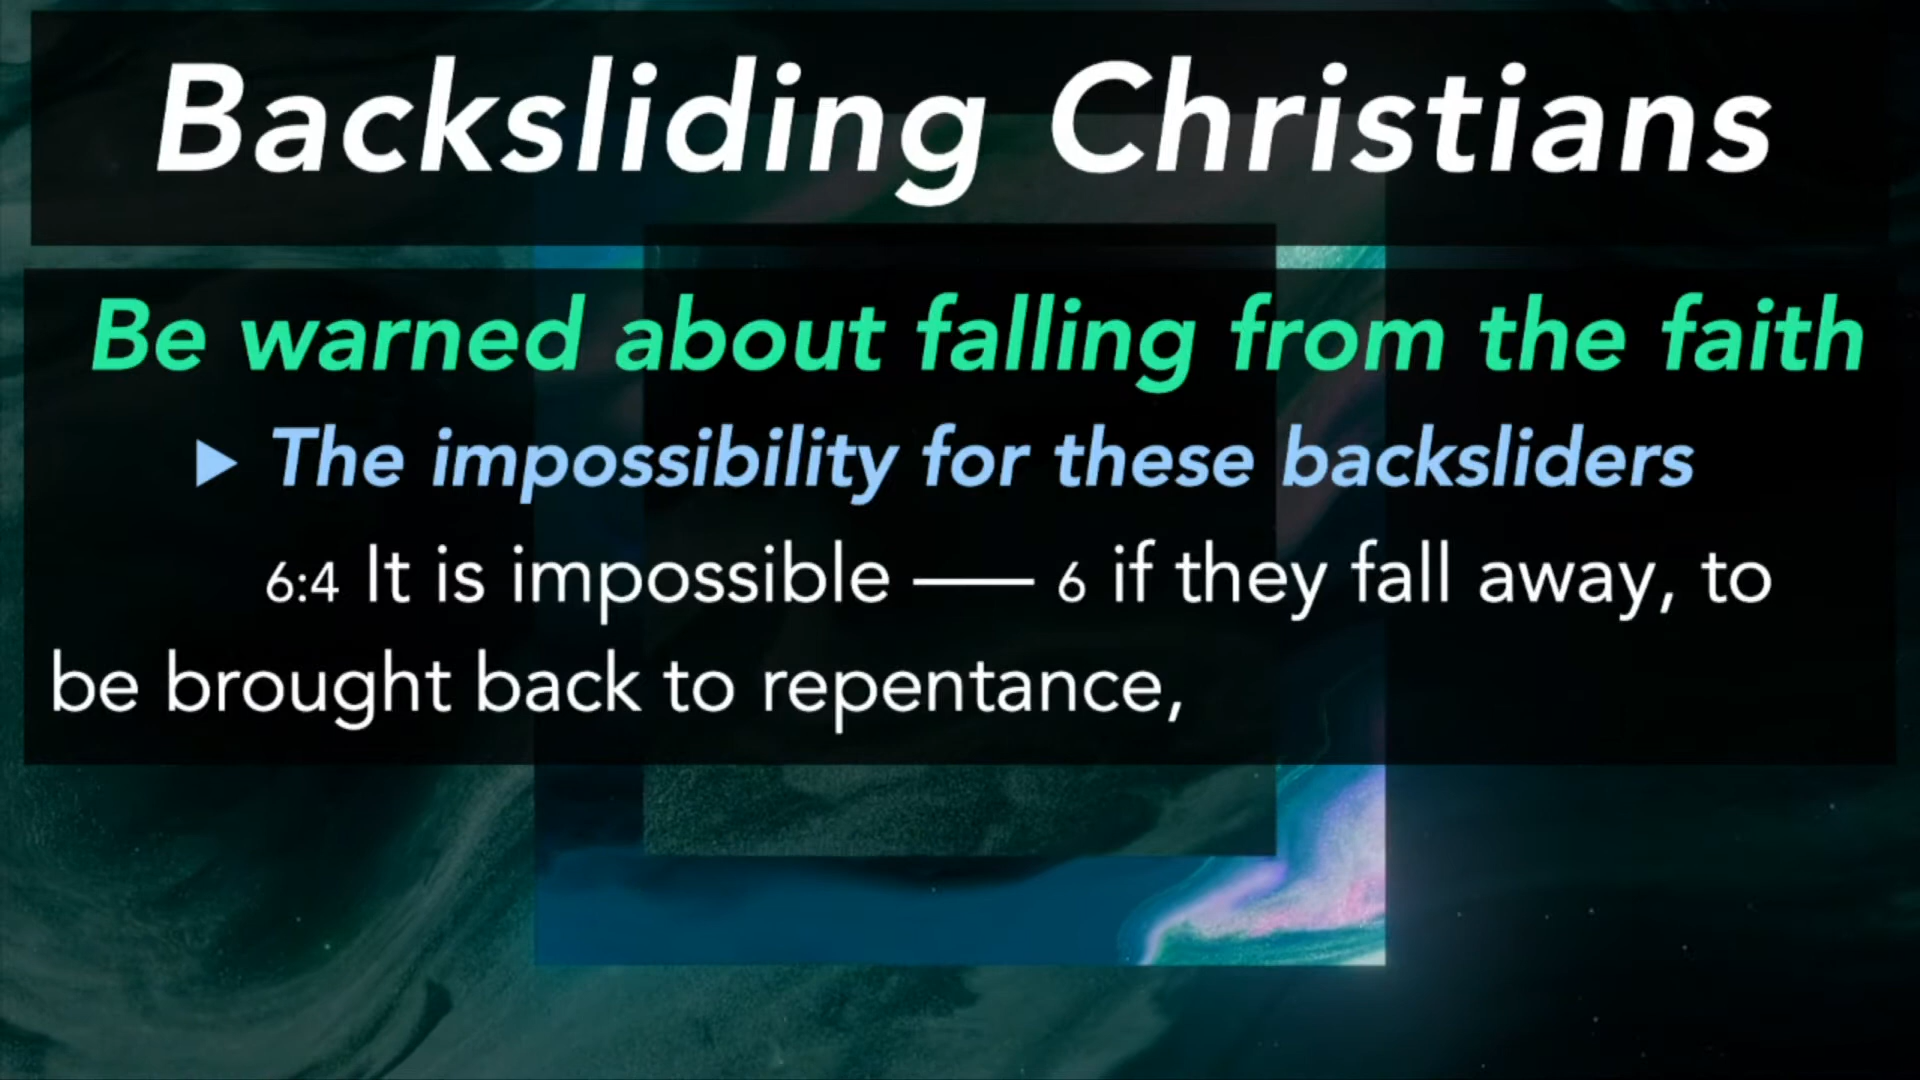 Backsliding Christians
Be warned about falling from the faith
▶ The impossibility for these backsliders
6:4 It is impossible —— 6 if they fall away, to
be brought back to repentance,